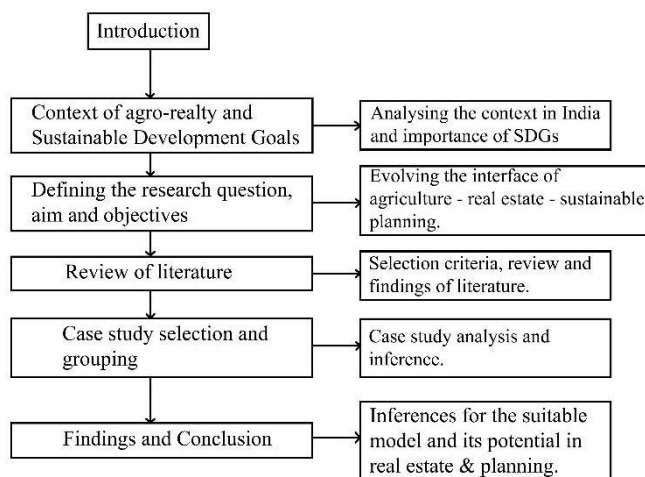 Introduction
Context of agro-realty and
Sustainable Development Goals
Analysing the context in India
and importance of SDGs
Defining the research question,
aim and objectives
Evolving the interface of
agriculture - real estate - sustainable
planning.
Review of literature
Selection criteria, review and
findings of literature.
Case study selection and
grouping
Case study analysis and
inference.
Findings and Conclusion
Inferences for the suitable
model and its potential in
real estate & planning.